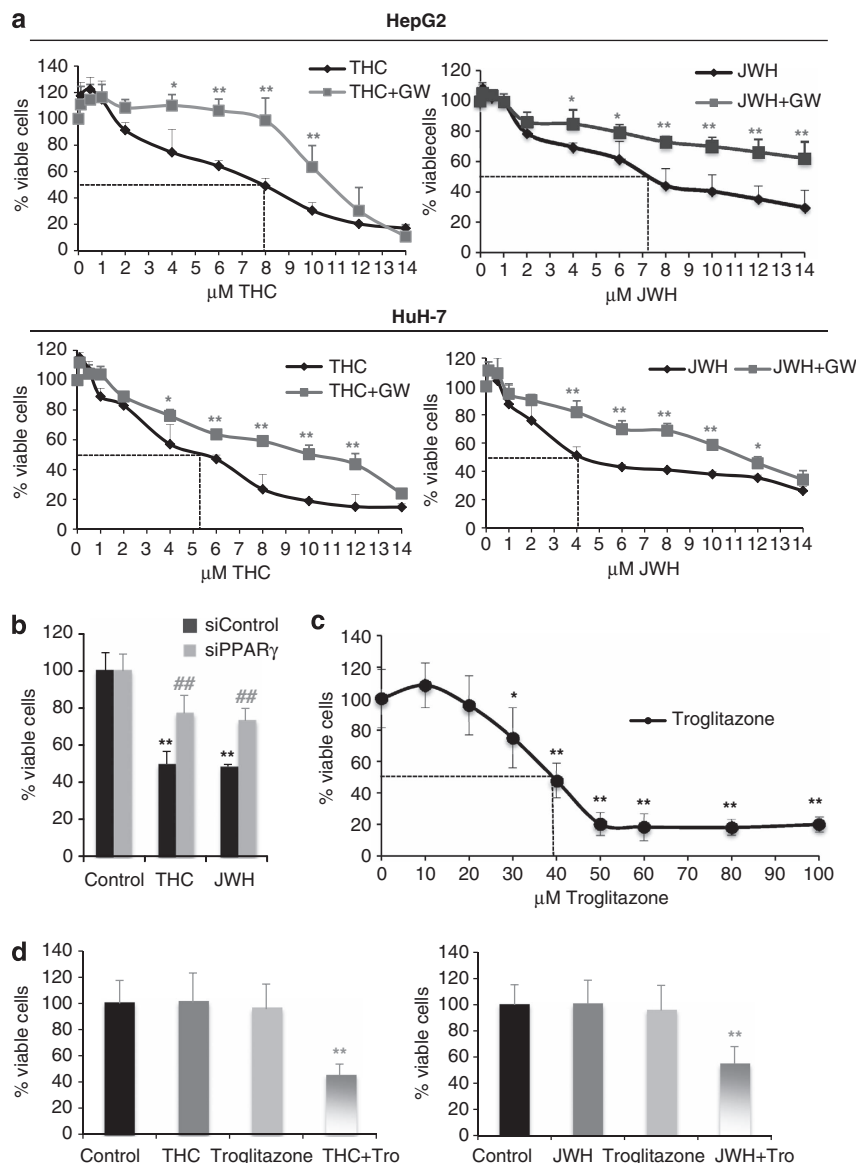 a
HepG2
140
120
100
80
60
40
20
0
% viable cells
THC
THC+GW
* ** ** **
0 1 2 3 4 5 6 7 8 9 10 11 12 13 14
μM THC
120
100
80
60
40
20
0
% viablecells
JWH
JWH+GW
* * ** ** ** **
0 1 2 3 4 5 6 7 8 9 10 11 12 13 14
μM JWH
HuH-7
120
100
80
60
40
20
0
% viable cells
THC
THC+GW
* ** ** ** **
0 1 2 3 4 5 6 7 8 9 10 11 12 13 14
μM THC
120
100
80
60
40
20
0
% viable cells
JWH JWH+GW
** ** ** ** *
0 1 2 3 4 5 6 7 8 9 10 11 12 13 14
μM JWH
b
120
100
80
60
40
20
0
% viable cells
siControl
siPPARγ
** ## ** ##
Control THC JWH
c
140
120
100
80
60
40
20
0
% viable cells
Troglitazone
* ** ** ** ** **
0 10 20 30 40 50 60 70 80 90 100
μM Troglitazone
d
140
120
100
80
60
40
20
0
% viable cells
**
Control THC Troglitazone THC+Tro
140
120
100
80
60
40
20
0
% viable cells
**
Control JWH Troglitazone JWH+Tro